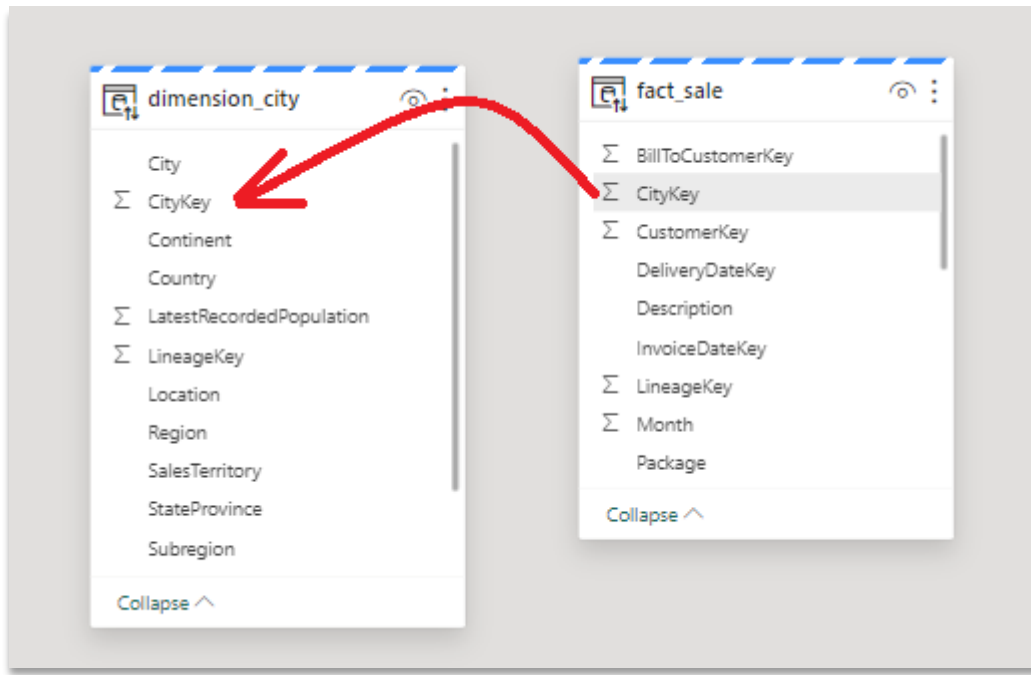 dimension_city
City
Σ CityKey
Continent
Country
Σ LatestRecordedPopulation
Σ LineageKey
Location
Region
SalesTerritory
StateProvince
Subregion
Collapse
fact_sale
Σ BillToCustomerKey
Σ CityKey
Σ CustomerKey
DeliveryDateKey
Description
InvoiceDateKey
Σ LineageKey
Σ Month
Package
Collapse